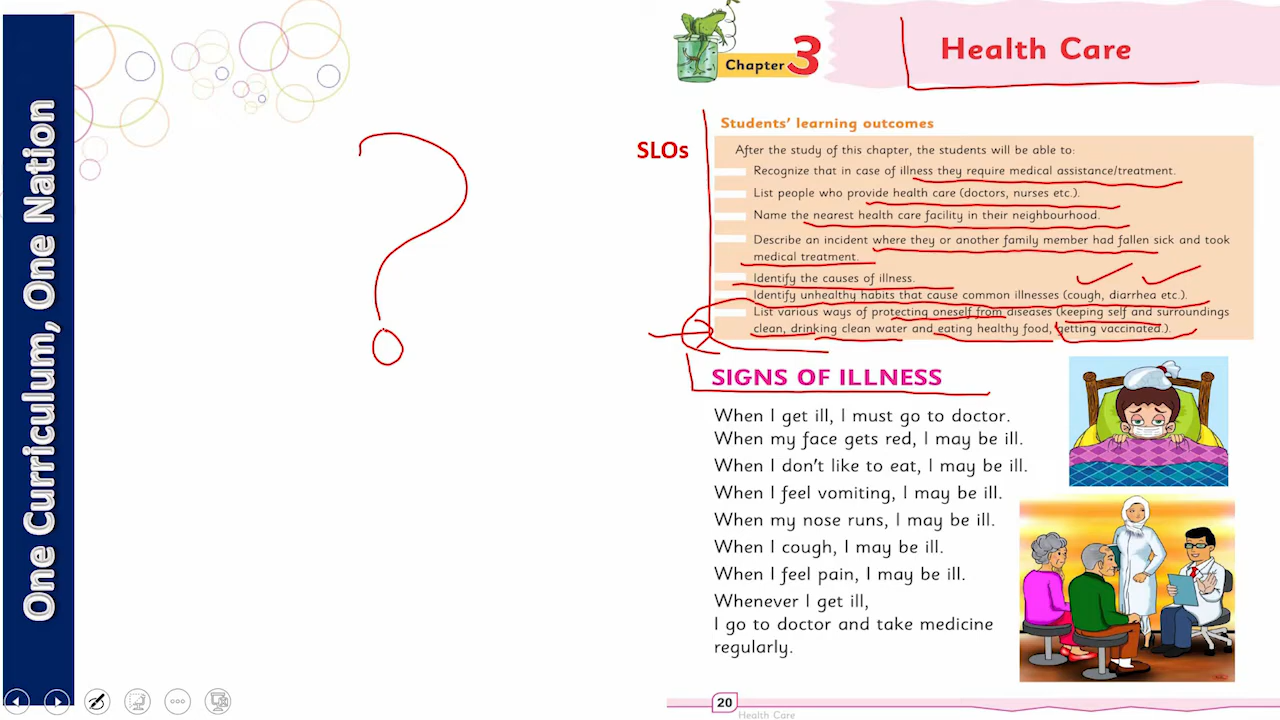 One Curriculum, One Nation
Chapter 3
Health Care
Students' learning outcomes
SLOs
After the study of this chapter, the students will be able to:
Recognize that in case of illness they require medical assistance/treatment.
List people who provide health care (doctors, nurses etc.).
Name the nearest health care facility in their neighbourhood.
Describe an incident where they or another family member had fallen sick and took
medical treatment.
Identify the causes of illness.
Identify unhealthy habits that cause common illnesses (cough, diarrhea etc.).
List various ways of protecting oneself from diseases (keeping self and surroundings
clean, drinking clean water and eating healthy food, getting vaccinated.).
SIGNS OF ILLNESS
When I get ill, I must go to doctor.
When my face gets red, I may be ill.
When I don't like to eat, I may be ill.
When I feel vomiting, I may be ill.
When my nose runs, I may be ill.
When I cough, I may be ill.
When I feel pain, I may be ill.
Whenever I get ill,
I go to doctor and take medicine
regularly.
20
Health Care
?